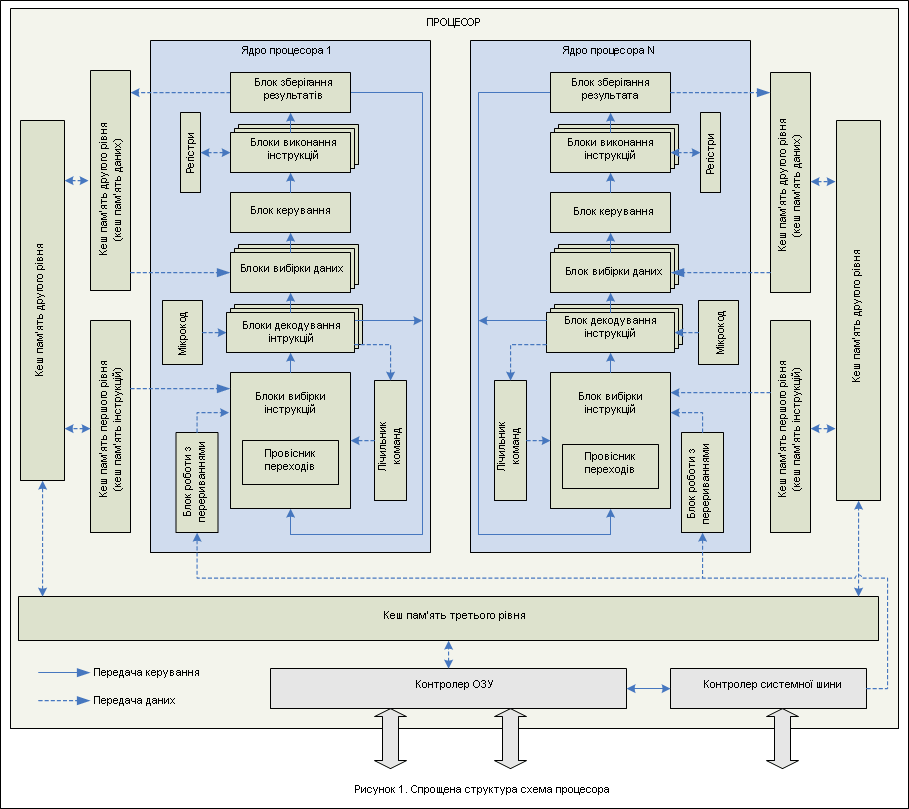 ПРОЦЕСОР
Ядро процесора 1
Блок зберігання
результатів
Регістри
Блоки виконання
інструкцій
Блок керування
Блоки вибірки даних
Мікрокод
Блоки декодування
інтрукцій
Блоки вибірки
інструкцій
Провісник
переходів
Лічильник
команд
Блок роботи з
перериваннями
Кеш пам'ять другого рівня
(кеш пам'ять даних)
Кеш пам'ять другого рівня
Кеш пам'ять першого рівня
(кеш пам'ять інструкцій)
Ядро процесора N
Блок зберігання
результата
Регістри
Блоки виконання
інструкцій
Блок керування
Блок вибірки даних
Мікрокод
Блок декодування
інструкцій
Блок вибірки
інструкцій
Провісник
переходів
Лічильник
команд
Блок роботи з
перериваннями
Кеш пам'ять другого рівня
(кеш пам'ять даних)
Кеш пам'ять другого рівня
Кеш пам'ять першого рівня
(кеш пам'ять інструкцій)
Кеш пам'ять третього рівня
Передача керування
Передача даних
Контролер ОЗУ
Контролер системної шини
Рисунок 1. Спрощена структура схема процесора